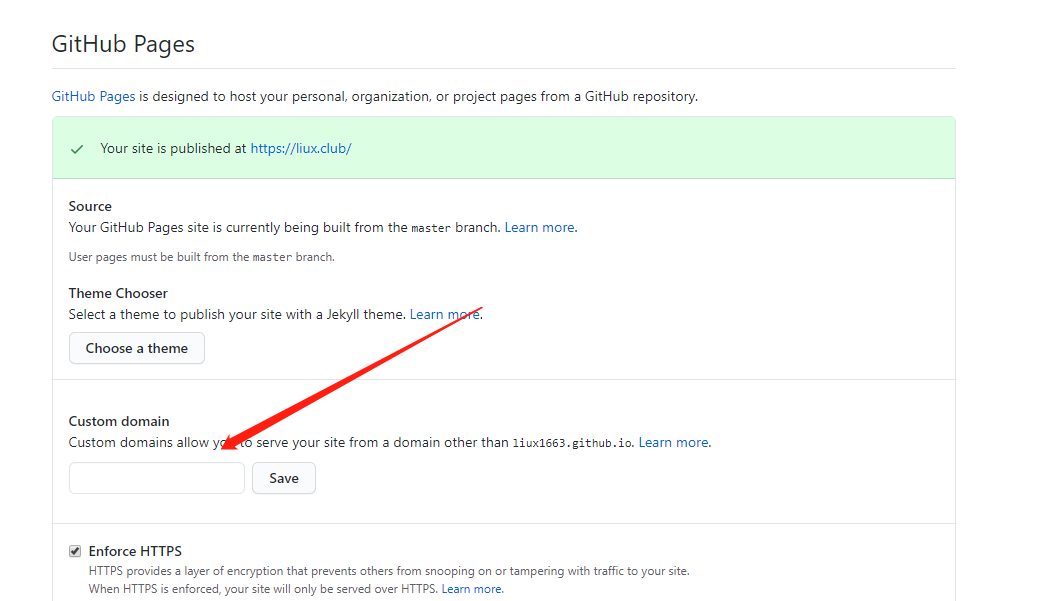 GitHub Pages
GitHub Pages is designed to host your personal, organization, or project pages from a GitHub repository.
Your site is published at https://liux.club/
Source
Your GitHub Pages site is currently being built from the master branch. Learn more.
User pages must be built from the master branch.
Theme Chooser
Select a theme to publish your site with a Jekyll theme. Learn more.
Choose a theme
Custom domain
Custom domains allow you to serve your site from a domain other than liux1663.github.io. Learn more.
Save
Enforce HTTPS
HTTPS provides a layer of encryption that prevents others from snooping on or tampering with traffic to your site.
When HTTPS is enforced, your site will only be served over HTTPS. Learn more.